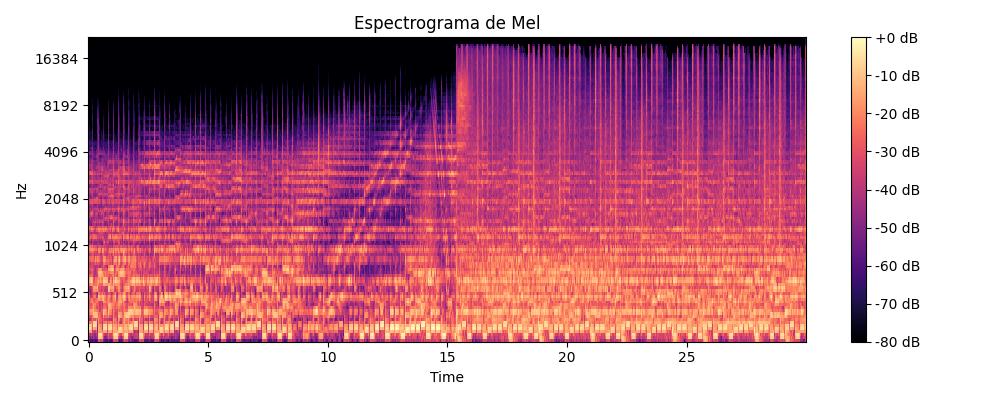 Espectrograma de Mel
Hz
16384
8192
4096
2048
1024
512
0
0 5 10 15 20 25
Time
+0 dB
-10 dB
-20 dB
-30 dB
-40 dB
-50 dB
-60 dB
-70 dB
-80 dB